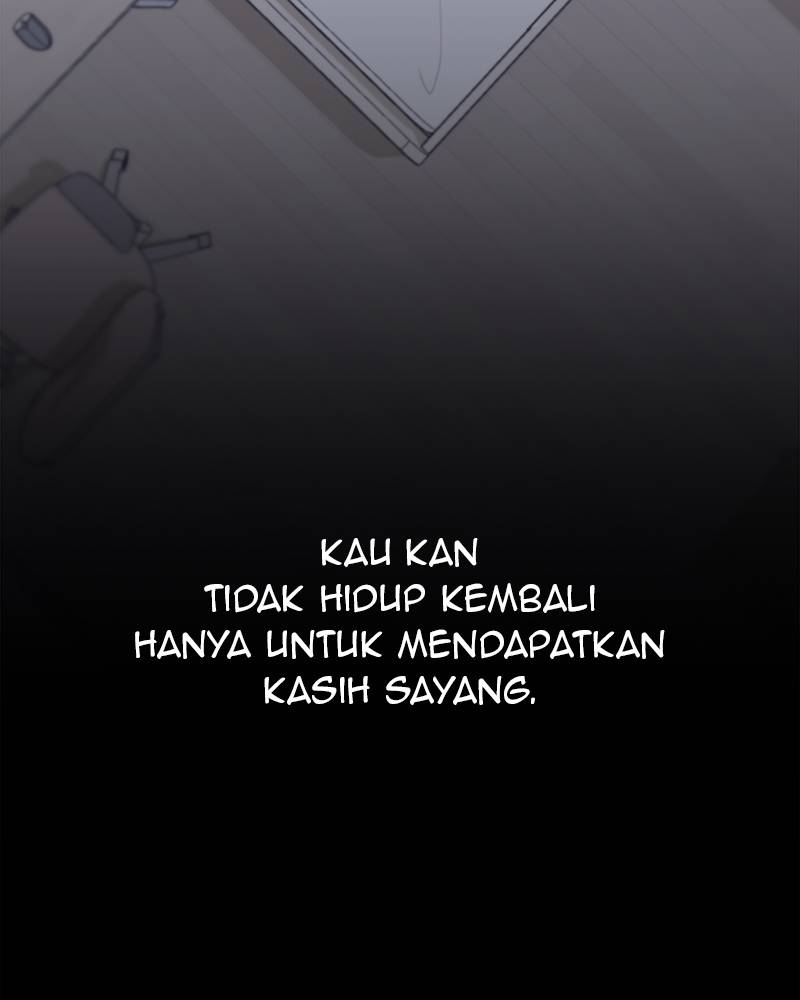 KAU KAN
TIDAK HIDUP KEMBALI
HANYA UNTUK MENDAPATKAN
KASIH SAYANG.